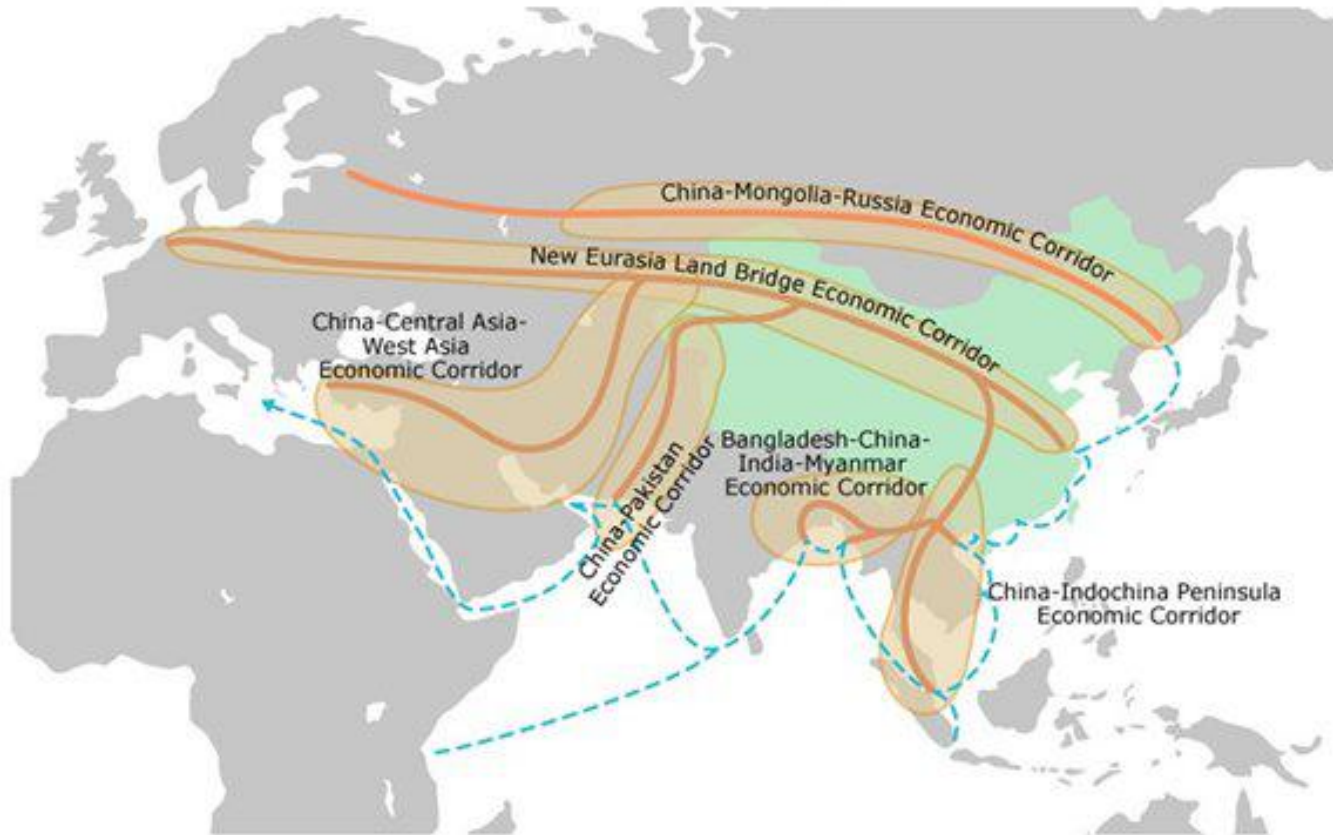 China-Mongolia-Russia Economic Corridor
New Eurasia Land Bridge Economic Corridor
China-Central Asia-
West Asia
Economic Corridor
China-Pakistan
Economic Corridor
Bangladesh-China-
India-Myanmar
Economic Corridor
China-Indochina Peninsula
Economic Corridor